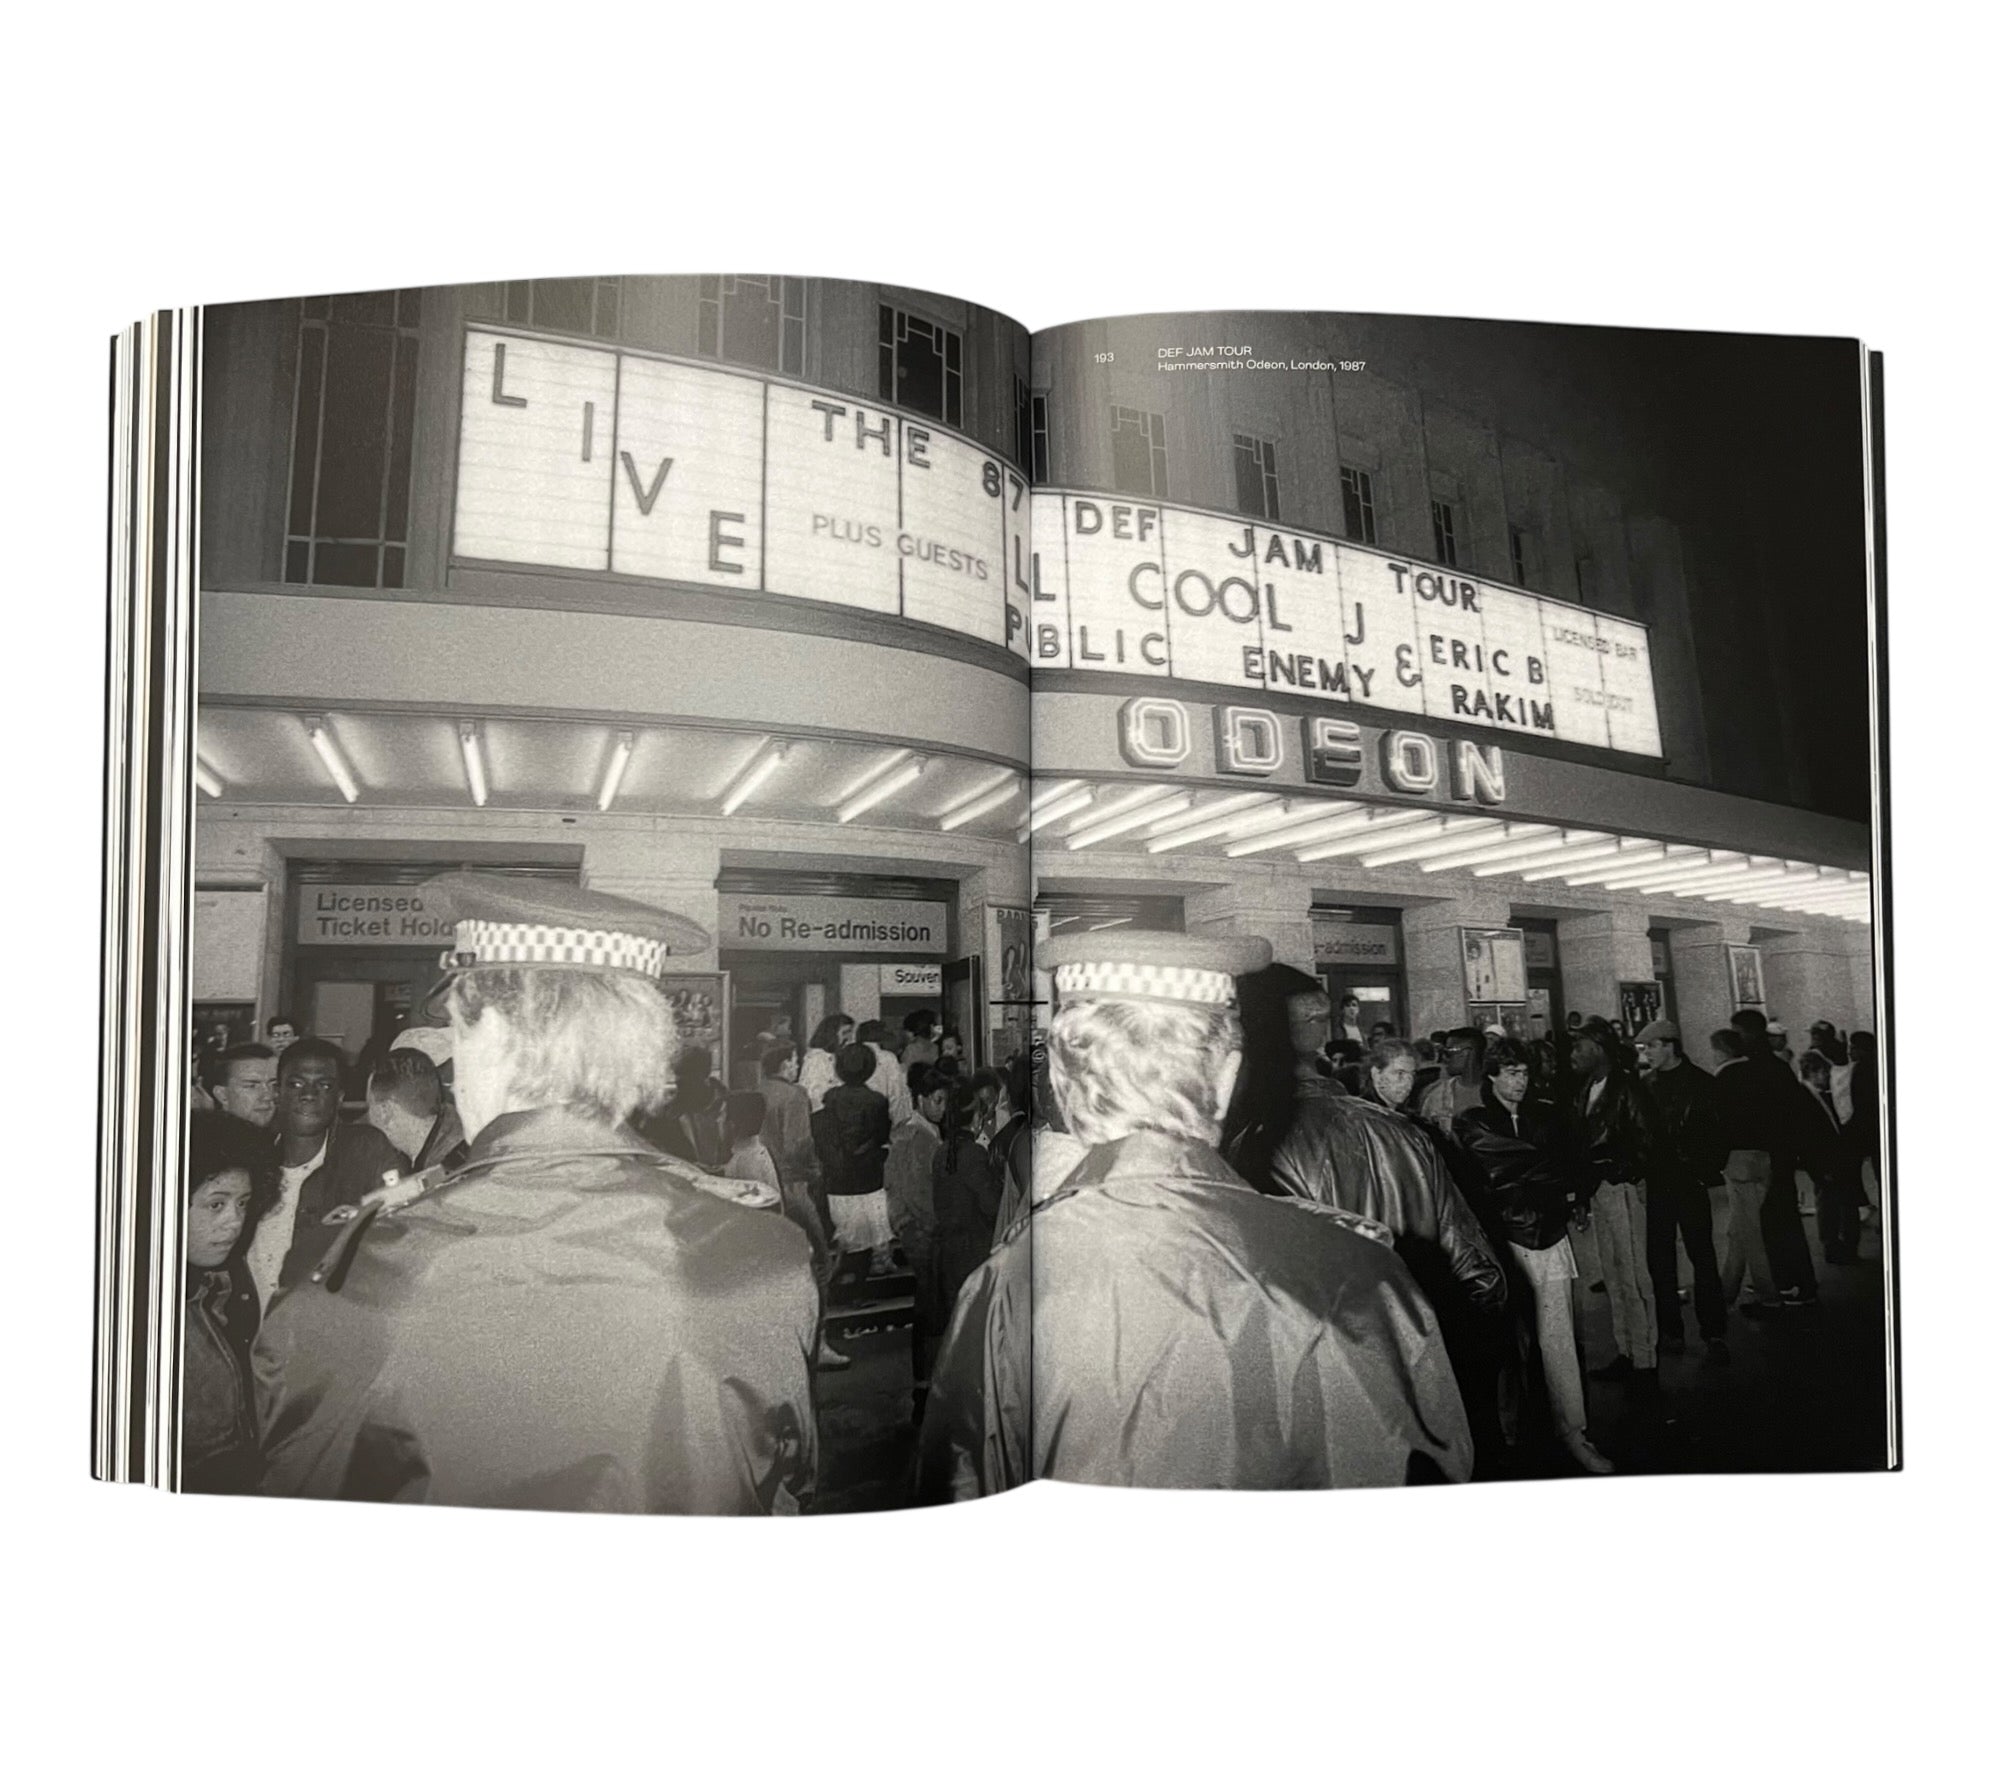 193
DEF JAM TOUR
Hammersmith Odeon, London, 1987
LIVE
THE 87 DEF JAM TOUR
PLUS GUESTS
LL COOL J
PUBLIC ENEMY & ERIC B
RAKIM
LICENSED BAR
SOLD OUT
ODEON
Licensed
Ticket Hold
No Re-admission
Souven
-admission